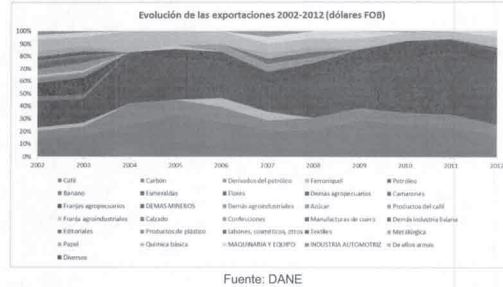 Evolución de las exportaciones 2002-2012 (dólares FOB)
100%
90%
80%
70%
60%
50%
40%
30%
20%
10%
0%
2002 2003 2004 2005 2006 2007 2008 2009 2010 2011 2012
Café Carbón Derivados del petróleo Ferroníquel Petróleo
Banano Esmeraldas Flores Demás agropecuarios Camarones
Franjas agropecuarios DEMAS MINEROS Demás agroindustriales Azúcar Productos del café
Franja agroindustriales Calzado Confecciones Manufacturas de cuero Demás industria liviana
Editoriales Productos de plástico Jabones, cosméticos, otros Textiles Metalúrgica
Papel Química básica MAQUINARIA Y EQUIPO INDUSTRIA AUTOMOTRIZ De ellos armas
Diversos
Fuente: DANE